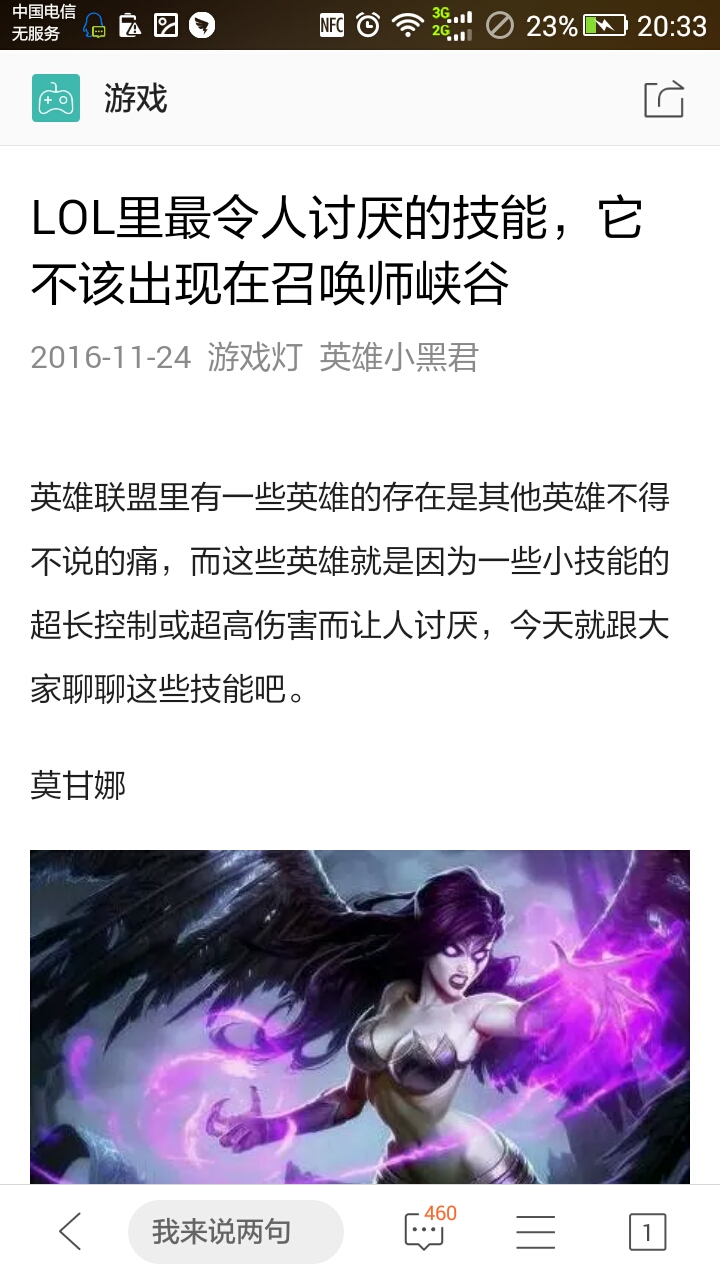 中国电信
无服务
NFC
3G
2G
23%
20:33
游戏
LOL里最令人讨厌的技能，它
不该出现在召唤师峡谷
2016-11-24 游戏灯 英雄小黑君
英雄联盟里有一些英雄的存在是其他英雄不得
不说的痛，而这些英雄就是因为一些小技能的
超长控制或超高伤害而让人讨厌，今天就跟大
家聊聊这些技能吧。
莫甘娜
我来说两句
460
1